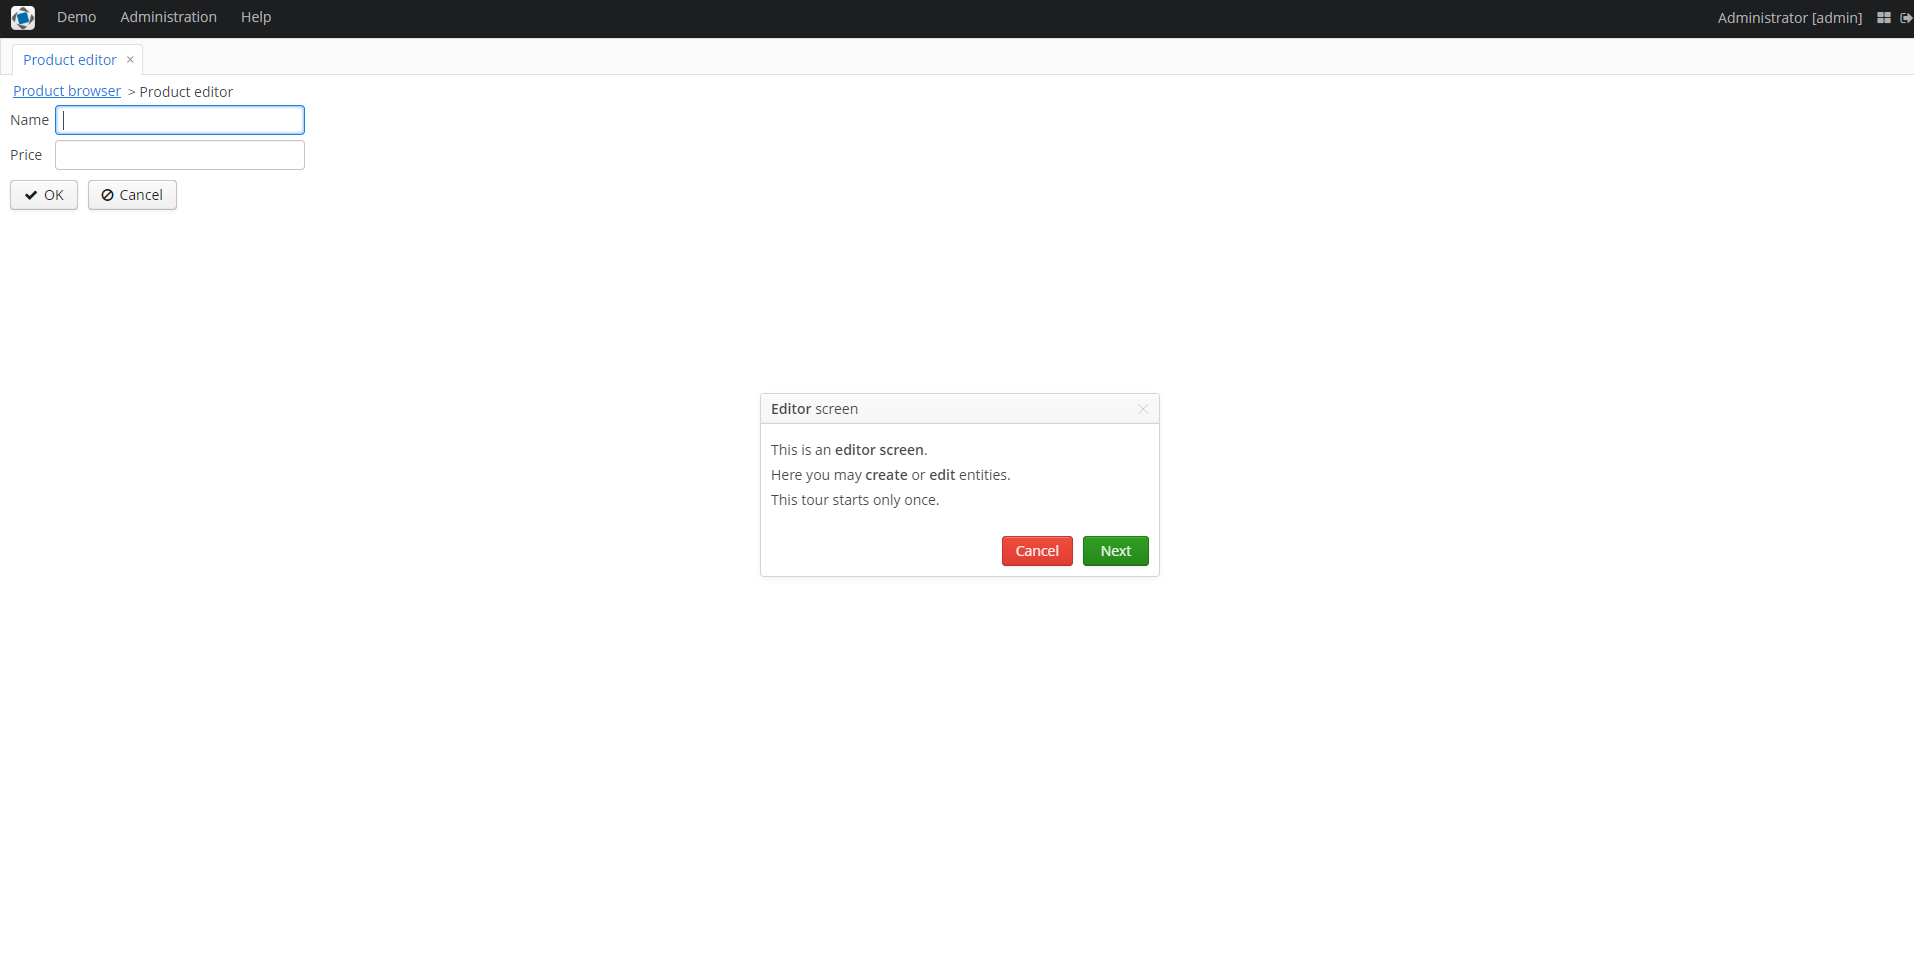 Demo Administration Help Administrator [admin]
Product editor ×
Product browser > Product editor
Name
Price
OK Cancel
Editor screen
This is an editor screen.
Here you may create or edit entities.
This tour starts only once.
Cancel Next